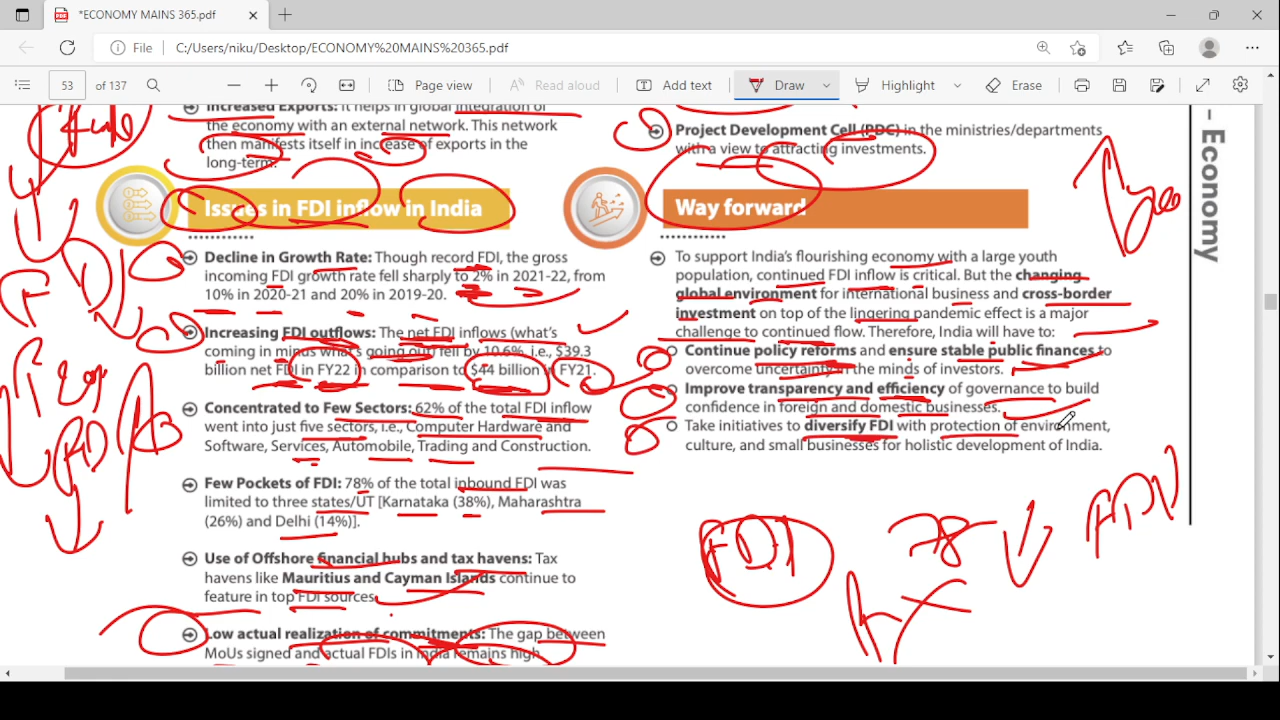 *ECONOMY MAINS 365.pdf
File C:/Users/niku/Desktop/ECONOMY%20MAINS%20365.pdf
53 of 137 Page view Read aloud Add text Draw Highlight Erase
Increased Exports: It helps in global integration of
the economy with an external network. This network
then manifests itself in increase of exports in the
long-term.
Issues in FDI inflow in India
Decline in Growth Rate: Though record FDI, the gross
incoming FDI growth rate fell sharply to 2% in 2021-22, from
10% in 2020-21 and 20% in 2019-20.
Increasing FDI outflows: The net FDI inflows (what's
coming in minus what's going out) fell by 10.6%, i.e., $39.3
billion net FDI in FY22 in comparison to $44 billion in FY21.
Concentrated to Few Sectors: 62% of the total FDI inflow
went into just five sectors, i.e., Computer Hardware and
Software, Services, Automobile, Trading and Construction.
Few Pockets of FDI: 78% of the total inbound FDI was
limited to three states/UT [Karnataka (38%), Maharashtra
(26%) and Delhi (14%)].
Use of Offshore financial hubs and tax havens: Tax
havens like Mauritius and Cayman Islands continue to
feature in top FDI sources.
Low actual realization of commitments: The gap between
MoUs signed and actual FDIs in India remains high
Project Development Cell (PDC) in the ministries/departments
with a view to attracting investments.
Way forward
To support India's flourishing economy with a large youth
population, continued FDI inflow is critical. But the changing
global environment for international business and cross-border
investment on top of the lingering pandemic effect is a major
challenge to continued flow. Therefore, India will have to:
Continue policy reforms and ensure stable public finances to
overcome uncertainty in the minds of investors.
Improve transparency and efficiency of governance to build
confidence in foreign and domestic businesses.
Take initiatives to diversify FDI with protection of environment,
culture, and small businesses for holistic development of India.
FDI
78
– Economy